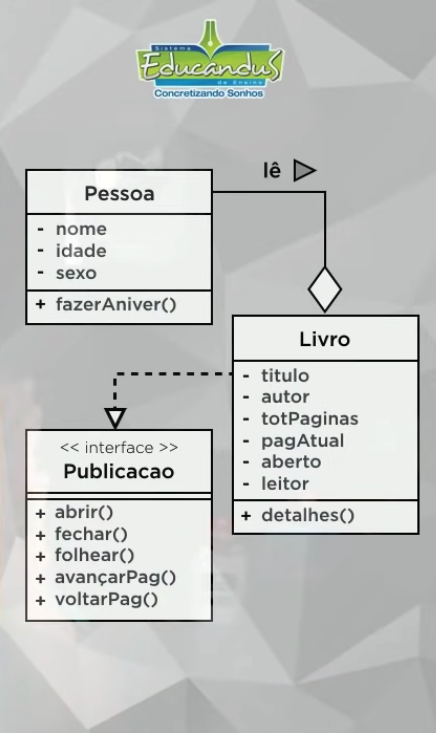 Sistema
Educandus
de Ensino
Concretizando Sonhos
lê
Pessoa
- nome
- idade
- sexo
+ fazerAniver()
Livro
- titulo
- autor
- totPaginas
- pagAtual
- aberto
- leitor
+ detalhes()
<< interface >>
Publicacao
+ abrir()
+ fechar()
+ folhear()
+ avançarPag()
+ voltarPag()